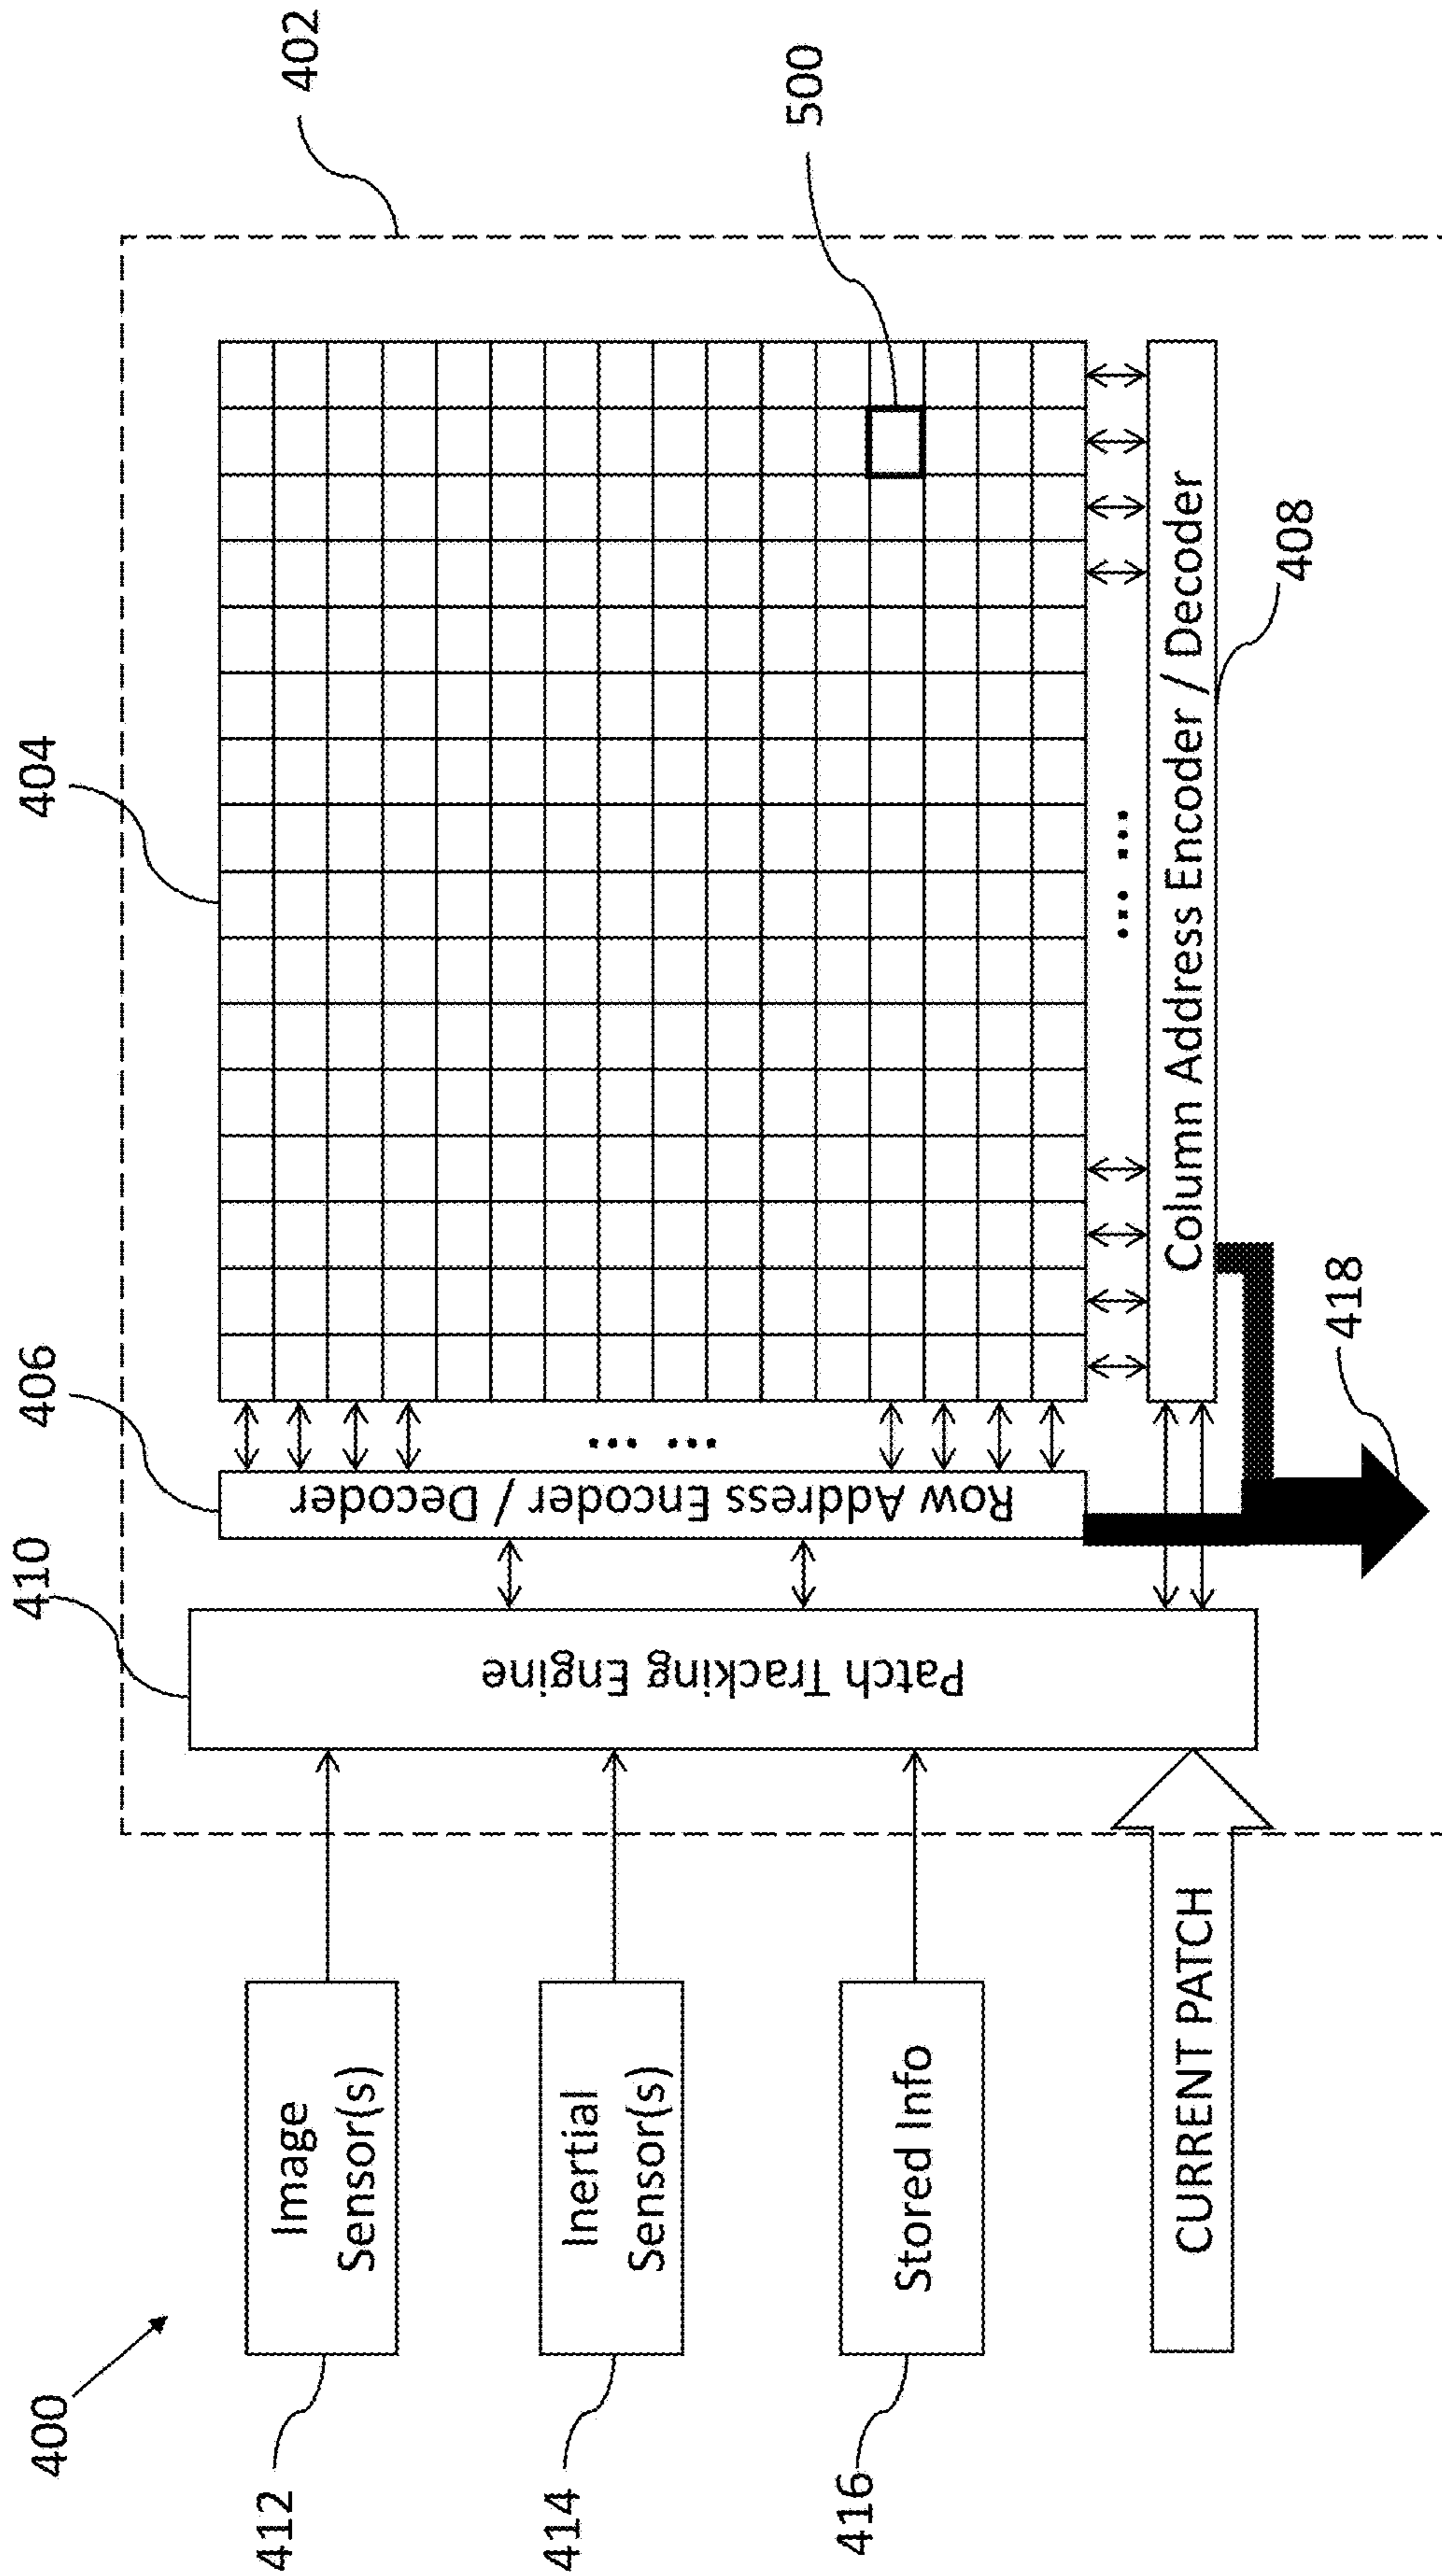 400
402
404
406
410
500
412
Image
Sensor(s)
414
Inertial
Sensor(s)
416
Stored Info
CURRENT PATCH
Patch Tracking Engine
Row Address Encoder / Decoder
... ...
... ...
Column Address Encoder / Decoder
408
418